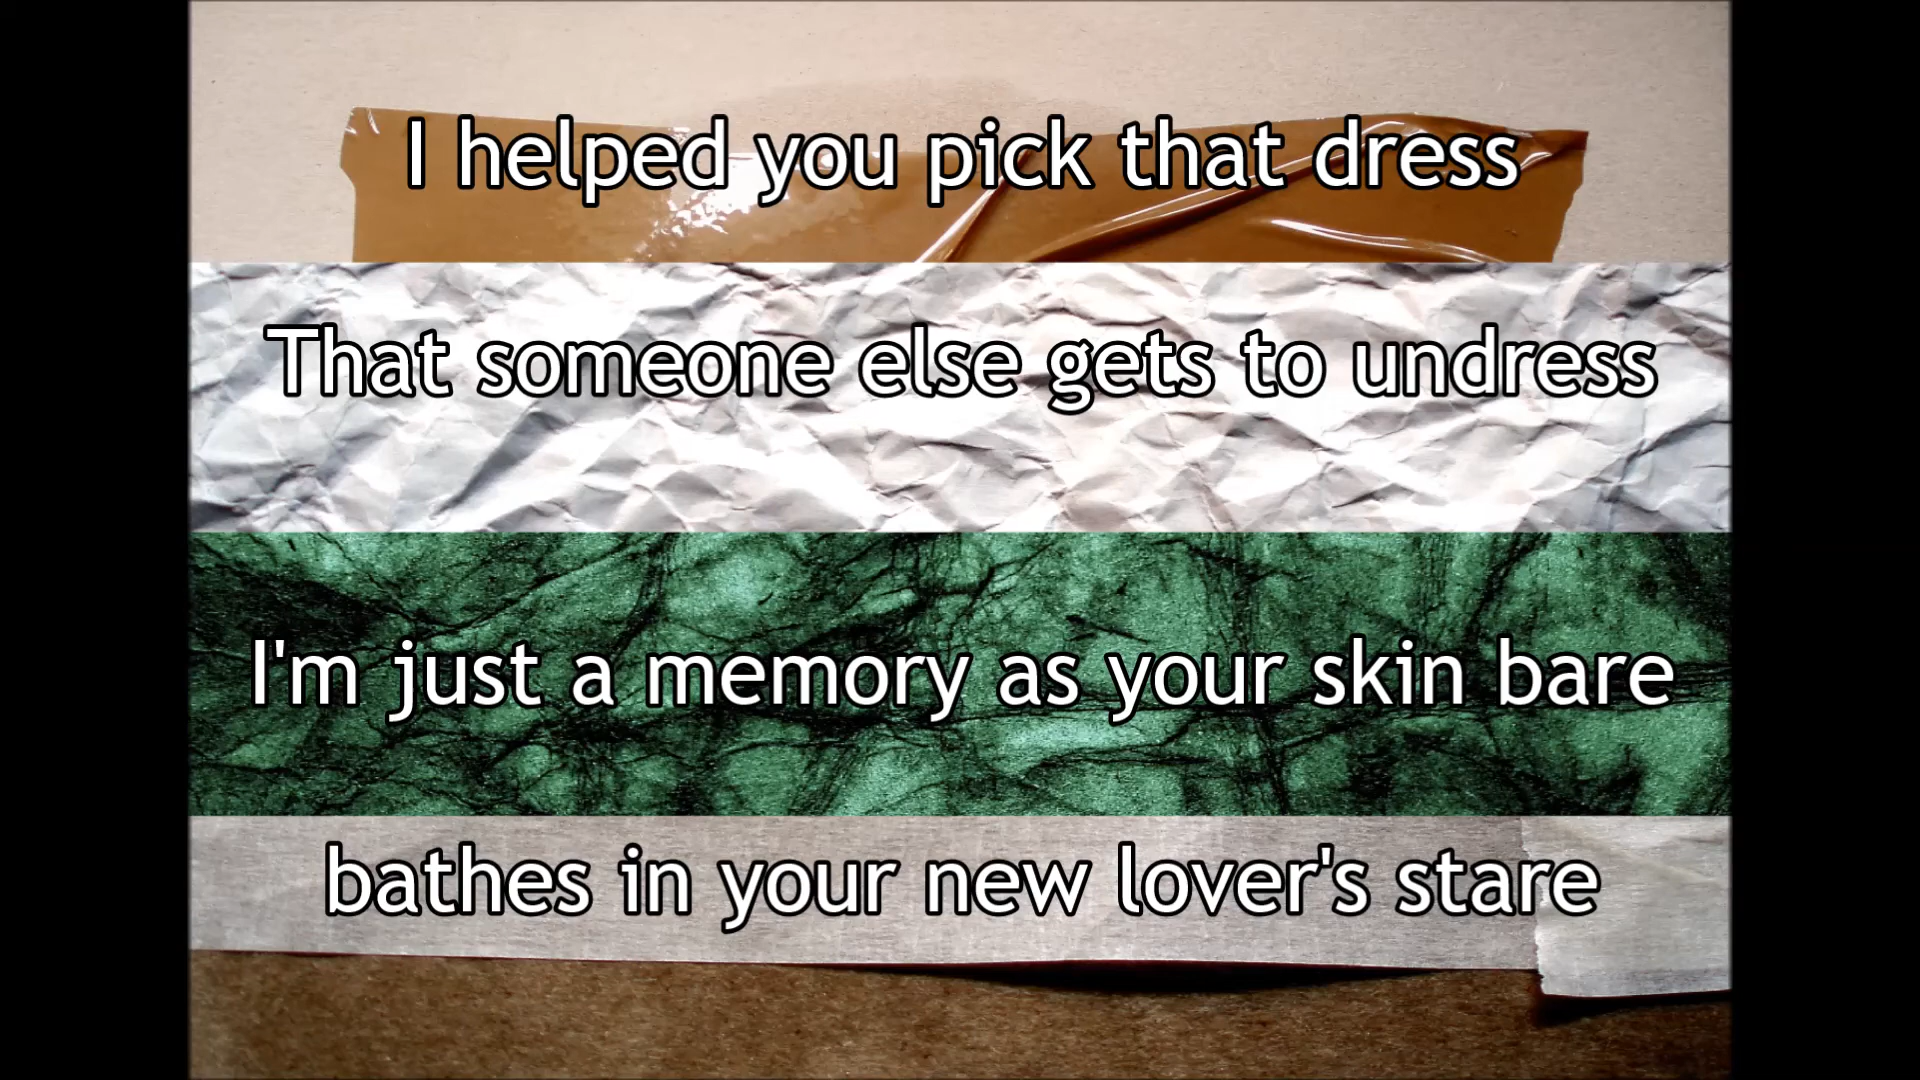 I helped you pick that dress
That someone else gets to undress
I'm just a memory as your skin bare
bathes in your new lover's stare